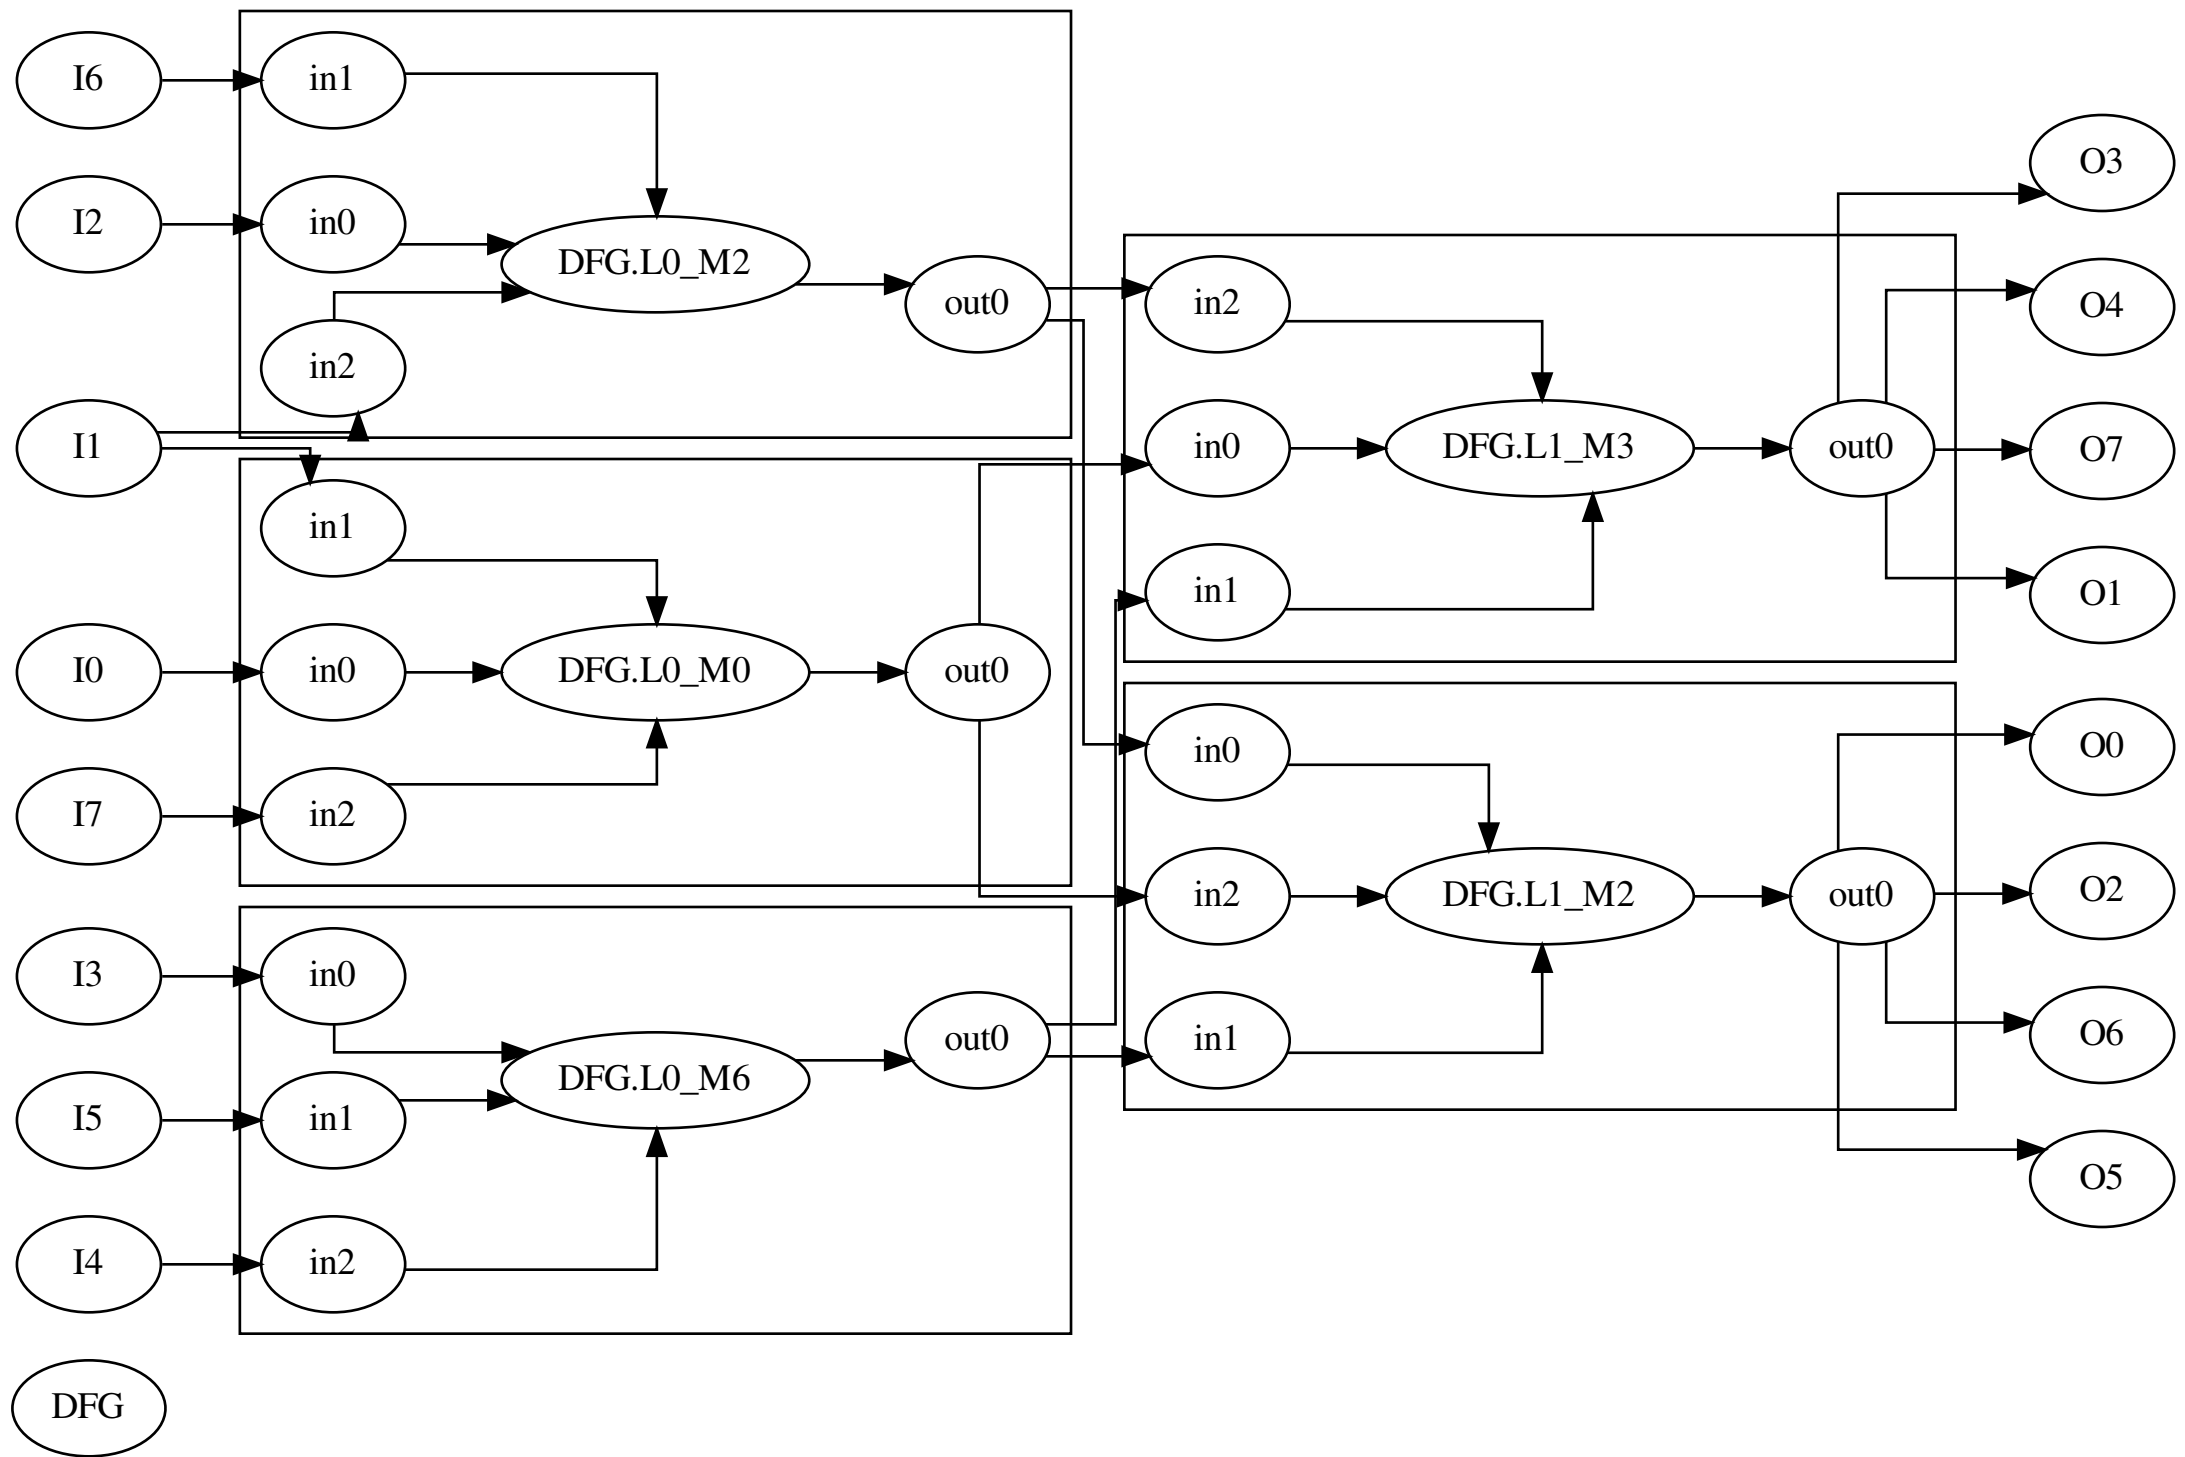 I6
in1
I2
in0
DFG.L0_M2
out0
in2
I1
in1
I0
in0
DFG.L0_M0
out0
I7
in2
I3
in0
I5
in1
DFG.L0_M6
out0
I4
in2
DFG
in2
in0
DFG.L1_M3
out0
in1
in0
in2
DFG.L1_M2
out0
in1
O3
O4
O7
O1
O0
O2
O6
O5